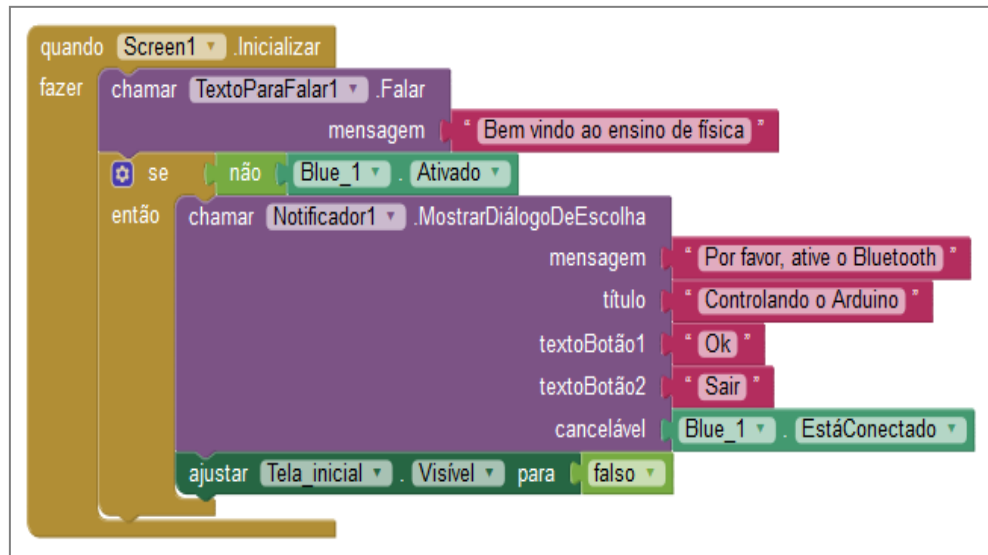 quando Screen1 .Inicializar
fazer chamar TextoParaFalar1 .Falar
mensagem " Bem vindo ao ensino de física "
se não Blue_1 . Ativado
então chamar Notificador1 .MostrarDiálogoDeEscolha
mensagem " Por favor, ative o Bluetooth "
título " Controlando o Arduino "
textoBotão1 " Ok "
textoBotão2 " Sair "
cancelável Blue_1 . EstáConectado
ajustar Tela_inicial . Visível para falso